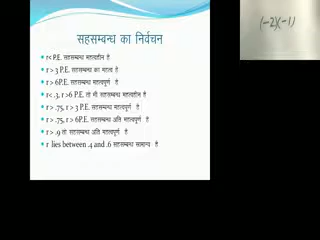 सहसम्बन्ध का निर्वचन
r< P.E. सहसम्बन्ध महत्वहीन है
r > 3 P.E. सहसम्बन्ध का महत्व है
r > 6P.E. सहसम्बन्ध महत्वपूर्ण है
r< .3, r >6 P.E. तो भी सहसम्बन्ध महत्वहीन है
r > .75, r > 3 P.E. सहसम्बन्ध महत्वपूर्ण है
r > .75, r > 6P.E. सहसम्बन्ध अति महत्वपूर्ण है
r > .9 तो सहसम्बन्ध अति महत्वपूर्ण है
r lies between .4 and .6 सहसम्बन्ध सामान्य है
(-2)(-1)